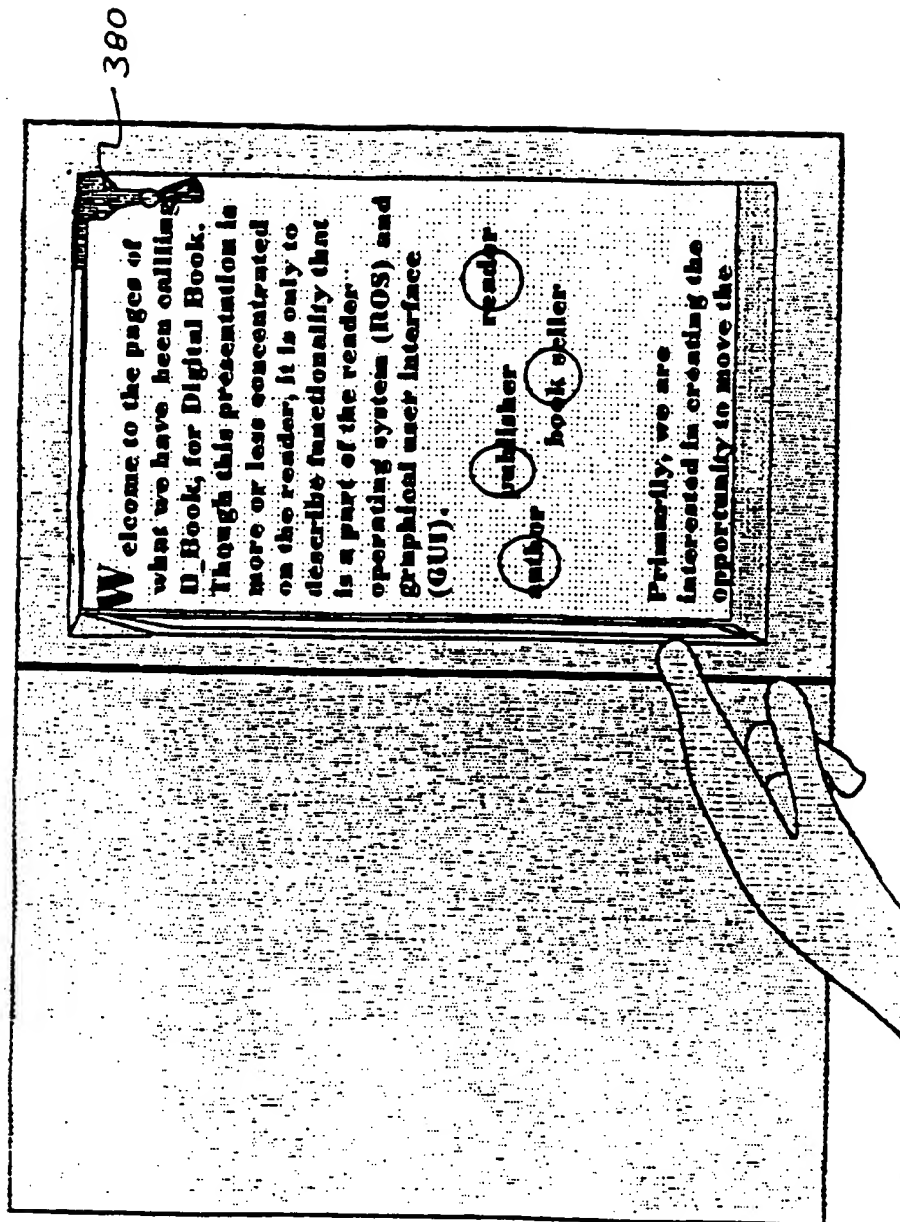 380
Welcome to the pages of
what we have been callling
D_Book, for Digital Book.
Though this presentation is
more or less concentrated
on the reader, it is only to
describe functionality that
is a part of the reader
operating system (ROS) and
graphical user interface
(GUI).
author publisher reader
book seller
Primarily, we are
interested in creating the
opportunity to move the